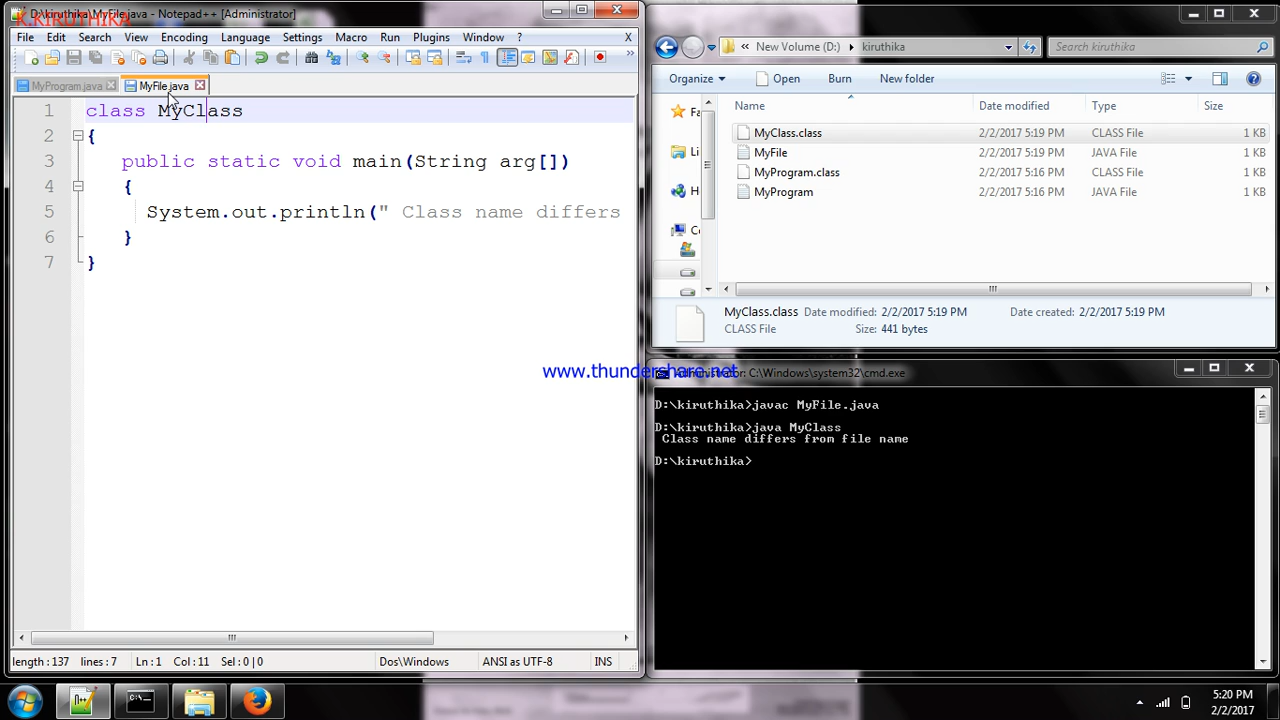 D:\kiruthika\MyFile.java - Notepad++ [Administrator]
K.KIRUTHIKA
File Edit Search View Encoding Language Settings Macro Run Plugins Window ? X
MyProgram.java MyFile.java
1 class MyClass
2 {
3 public static void main(String arg[])
4 {
5 System.out.println(" Class name differs
6 }
7 }
length : 137 lines : 7 Ln : 1 Col : 11 Sel : 0 | 0 Dos\Windows ANSI as UTF-8 INS
New Volume (D:) kiruthika Search kiruthika
Organize Open Burn New folder
Name Date modified Type Size
Fa
MyClass.class 2/2/2017 5:19 PM CLASS File 1 KB
Li
MyFile 2/2/2017 5:19 PM JAVA File 1 KB
MyProgram.class 2/2/2017 5:16 PM CLASS File 1 KB
H
MyProgram 2/2/2017 5:16 PM JAVA File 1 KB
MyClass.class Date modified: 2/2/2017 5:19 PM Date created: 2/2/2017 5:19 PM
CLASS File Size: 441 bytes
www.thundershare.net
Administrator: C:\Windows\system32\cmd.exe
D:\kiruthika>javac MyFile.java
D:\kiruthika>java MyClass
Class name differs from file name
D:\kiruthika>
5:20 PM
2/2/2017